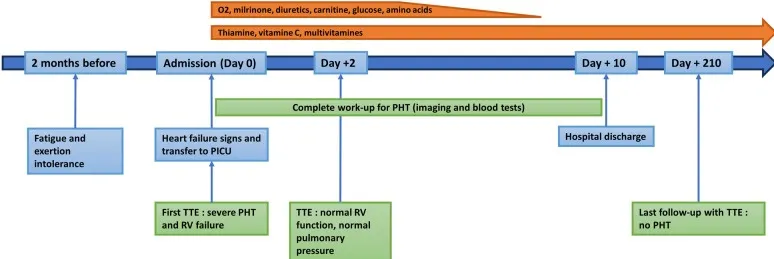 O2, milrinone, diuretics, carnitine, glucose, amino acids
Thiamine, vitamine C, multivitamines
2 months before
Admission (Day 0)
Day +2
Day + 10
Day + 210
Complete work-up for PHT (imaging and blood tests)
Fatigue and
exertion
intolerance
Heart failure signs and
transfer to PICU
Hospital discharge
First TTE : severe PHT
and RV failure
TTE : normal RV
function, normal
pulmonary
pressure
Last follow-up with TTE :
no PHT